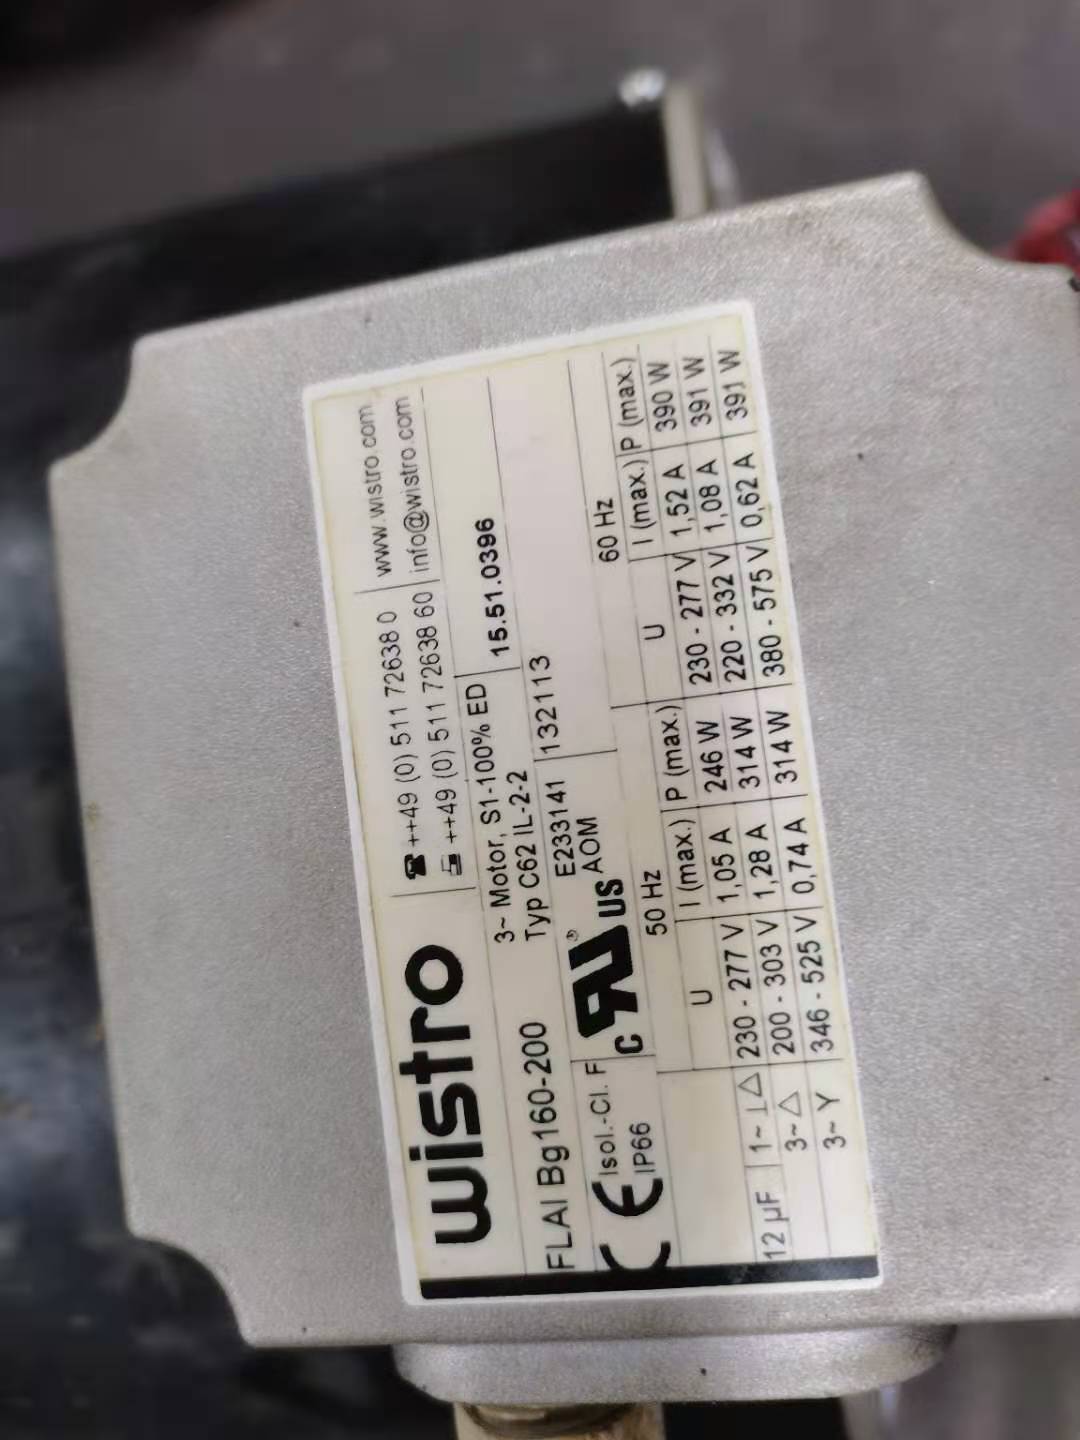 wistro
☎ ++49 (0) 511 72638 0 www.wistro.com
++49 (0) 511 72638 60 info@wistro.com
FLAI Bg160-200
3~ Motor, S1-100% ED 15.51.0396
Typ C62 IL-2-2
CE Isol.-Cl. F
IP66
c RU® US
E233141
AOM
132113
50 Hz 60 Hz
U I (max.) P (max.) U I (max.) P (max.)
12 µF 1~ ⊥ △ 230 - 277 V 1,05 A 246 W 230 - 277 V 1,52 A 390 W
3~ △ 200 - 303 V 1,28 A 314 W 220 - 332 V 1,08 A 391 W
3~ Y 346 - 525 V 0,74 A 314 W 380 - 575 V 0,62 A 391 W